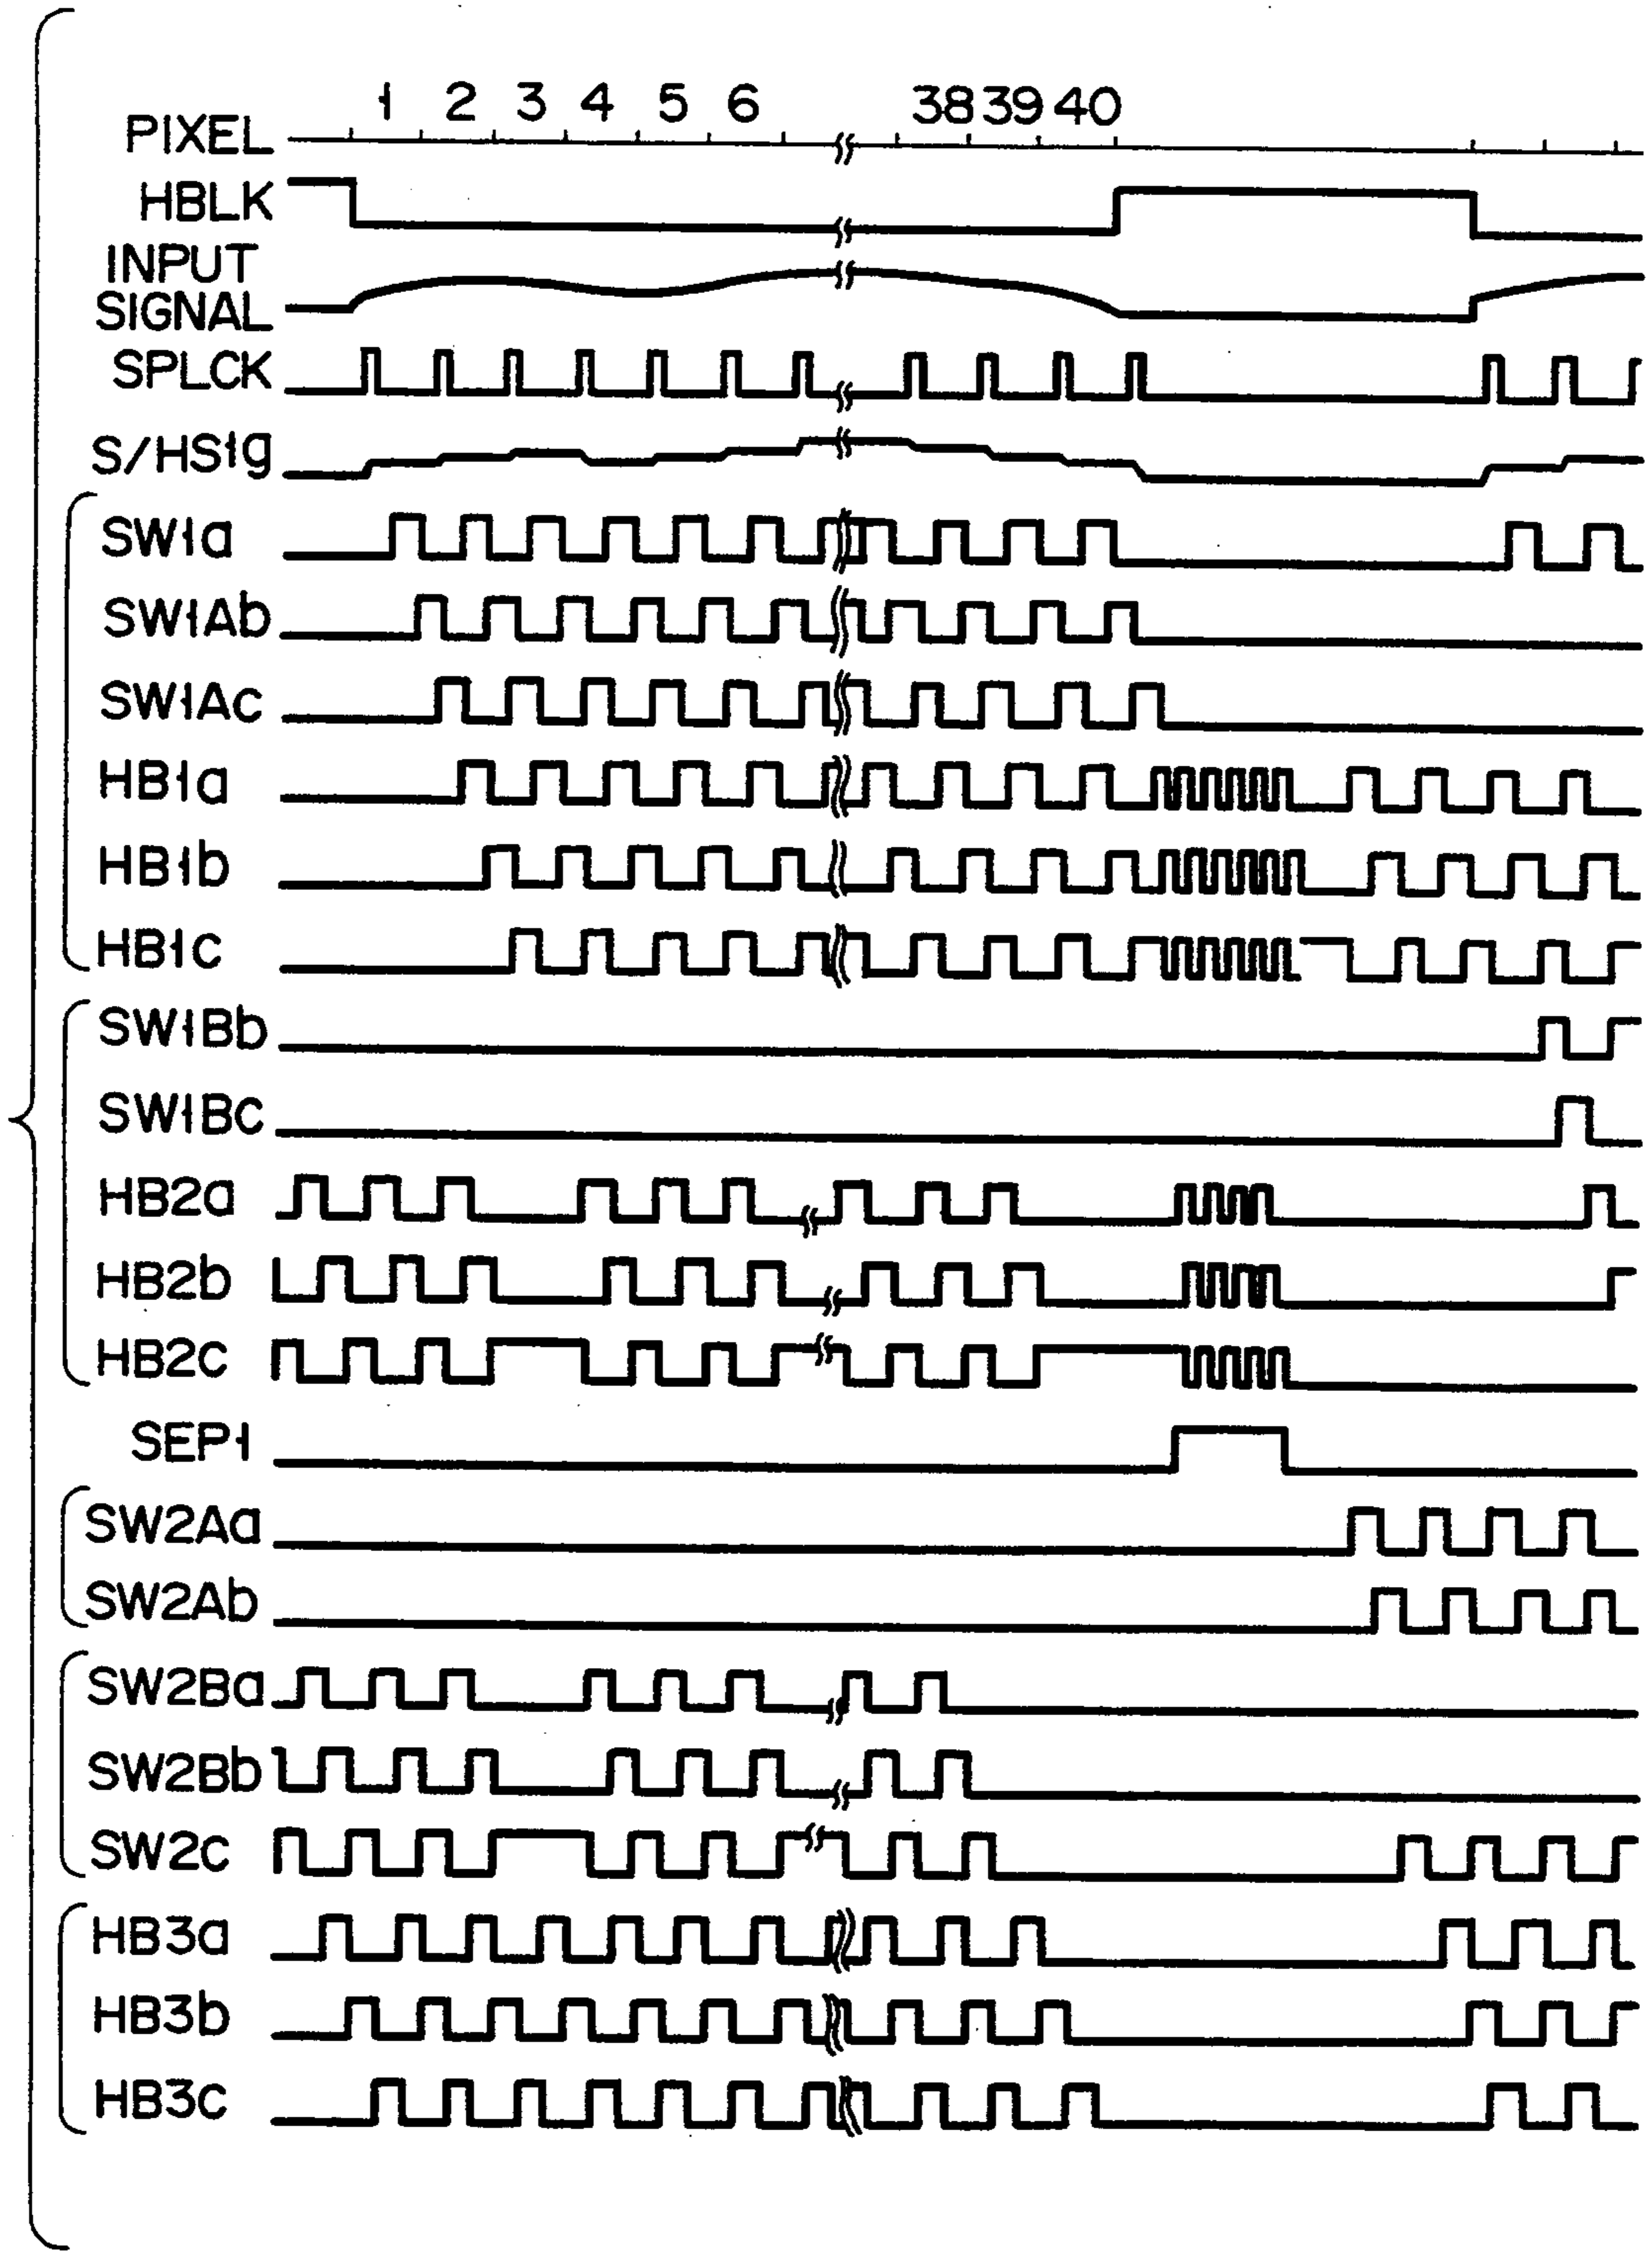 1 2 3 4 5 6 38 39 40
PIXEL
HBLK
INPUT
SIGNAL
SPLCK
S/HSig
SW1a
SW1Ab
SW1Ac
HB1a
HB1b
HB1c
SW1Bb
SW1Bc
HB2a
HB2b
HB2c
SEP1
SW2Aa
SW2Ab
SW2Ba
SW2Bb
SW2c
HB3a
HB3b
HB3c